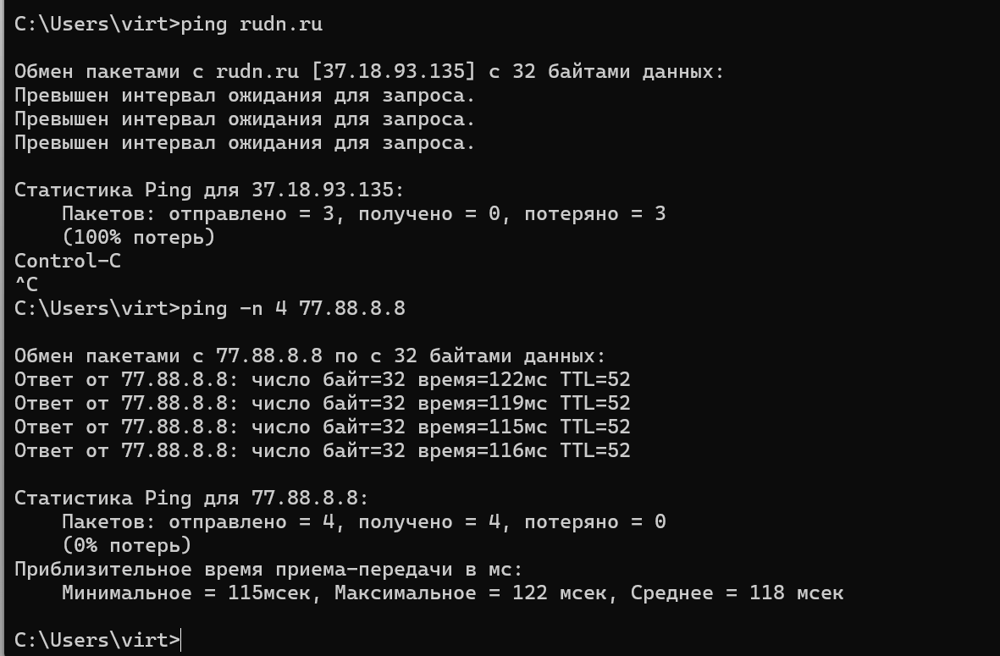 C:\Users\virt>ping rudn.ru
Обмен пакетами с rudn.ru [37.18.93.135] с 32 байтами данных:
Превышен интервал ожидания для запроса.
Превышен интервал ожидания для запроса.
Превышен интервал ожидания для запроса.
Статистика Ping для 37.18.93.135:
    Пакетов: отправлено = 3, получено = 0, потеряно = 3
    (100% потерь)
Control-C
^C
C:\Users\virt>ping -n 4 77.88.8.8
Обмен пакетами с 77.88.8.8 по с 32 байтами данных:
Ответ от 77.88.8.8: число байт=32 время=122мс TTL=52
Ответ от 77.88.8.8: число байт=32 время=119мс TTL=52
Ответ от 77.88.8.8: число байт=32 время=115мс TTL=52
Ответ от 77.88.8.8: число байт=32 время=116мс TTL=52
Статистика Ping для 77.88.8.8:
    Пакетов: отправлено = 4, получено = 4, потеряно = 0
    (0% потерь)
Приблизительное время приема-передачи в мс:
    Минимальное = 115мсек, Максимальное = 122 мсек, Среднее = 118 мсек
C:\Users\virt>